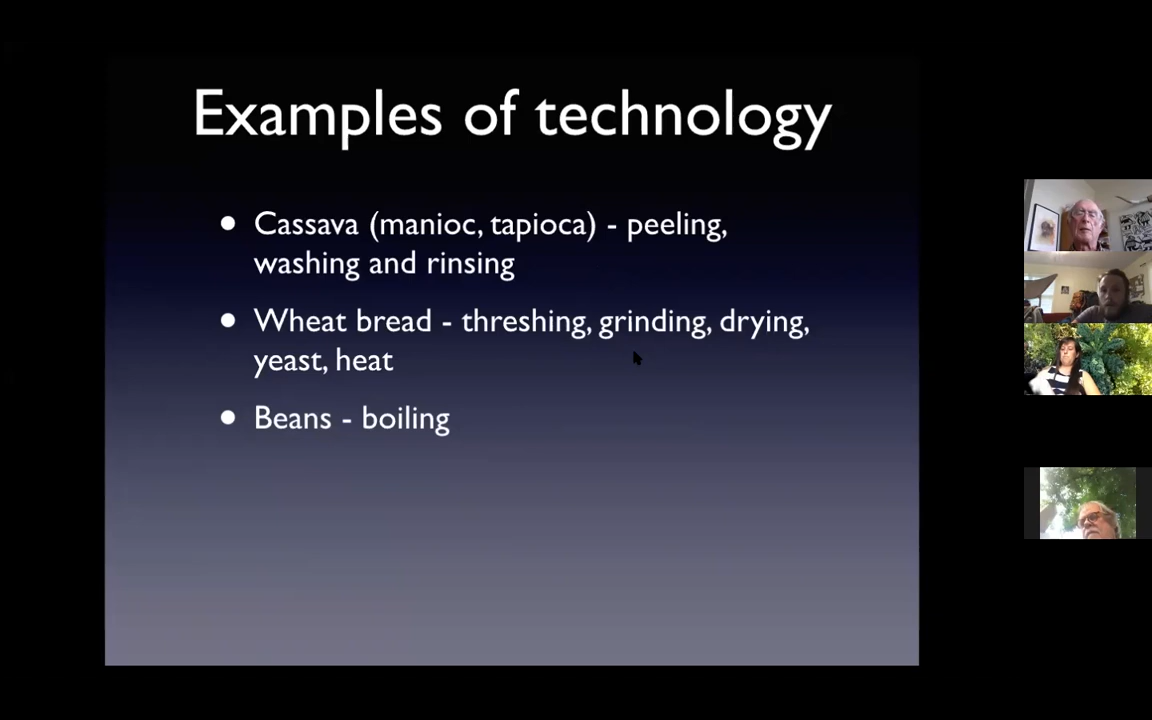 Examples of technology
• Cassava (manioc, tapioca) - peeling,
washing and rinsing
• Wheat bread - threshing, grinding, drying,
yeast, heat
• Beans - boiling